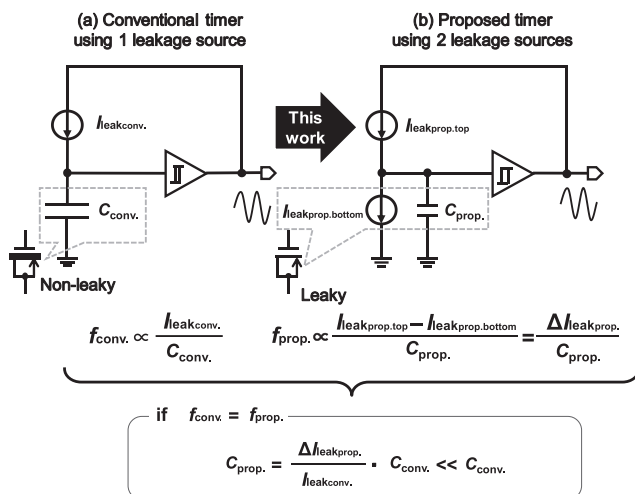 (a) Conventional timer
using 1 leakage source
(b) Proposed timer
using 2 leakage sources
Ileakconv.
This
work
Ileakprop.top
Cconv.
Ileakprop.bottom
Cprop.
Non-leaky
Leaky
fconv. ∝ Ileakconv. / Cconv.
fprop. ∝ Ileakprop.top − Ileakprop.bottom / Cprop. = ΔIleakprop. / Cprop.
if fconv. = fprop.
Cprop. = ΔIleakprop. / Ileakconv. · Cconv. << Cconv.